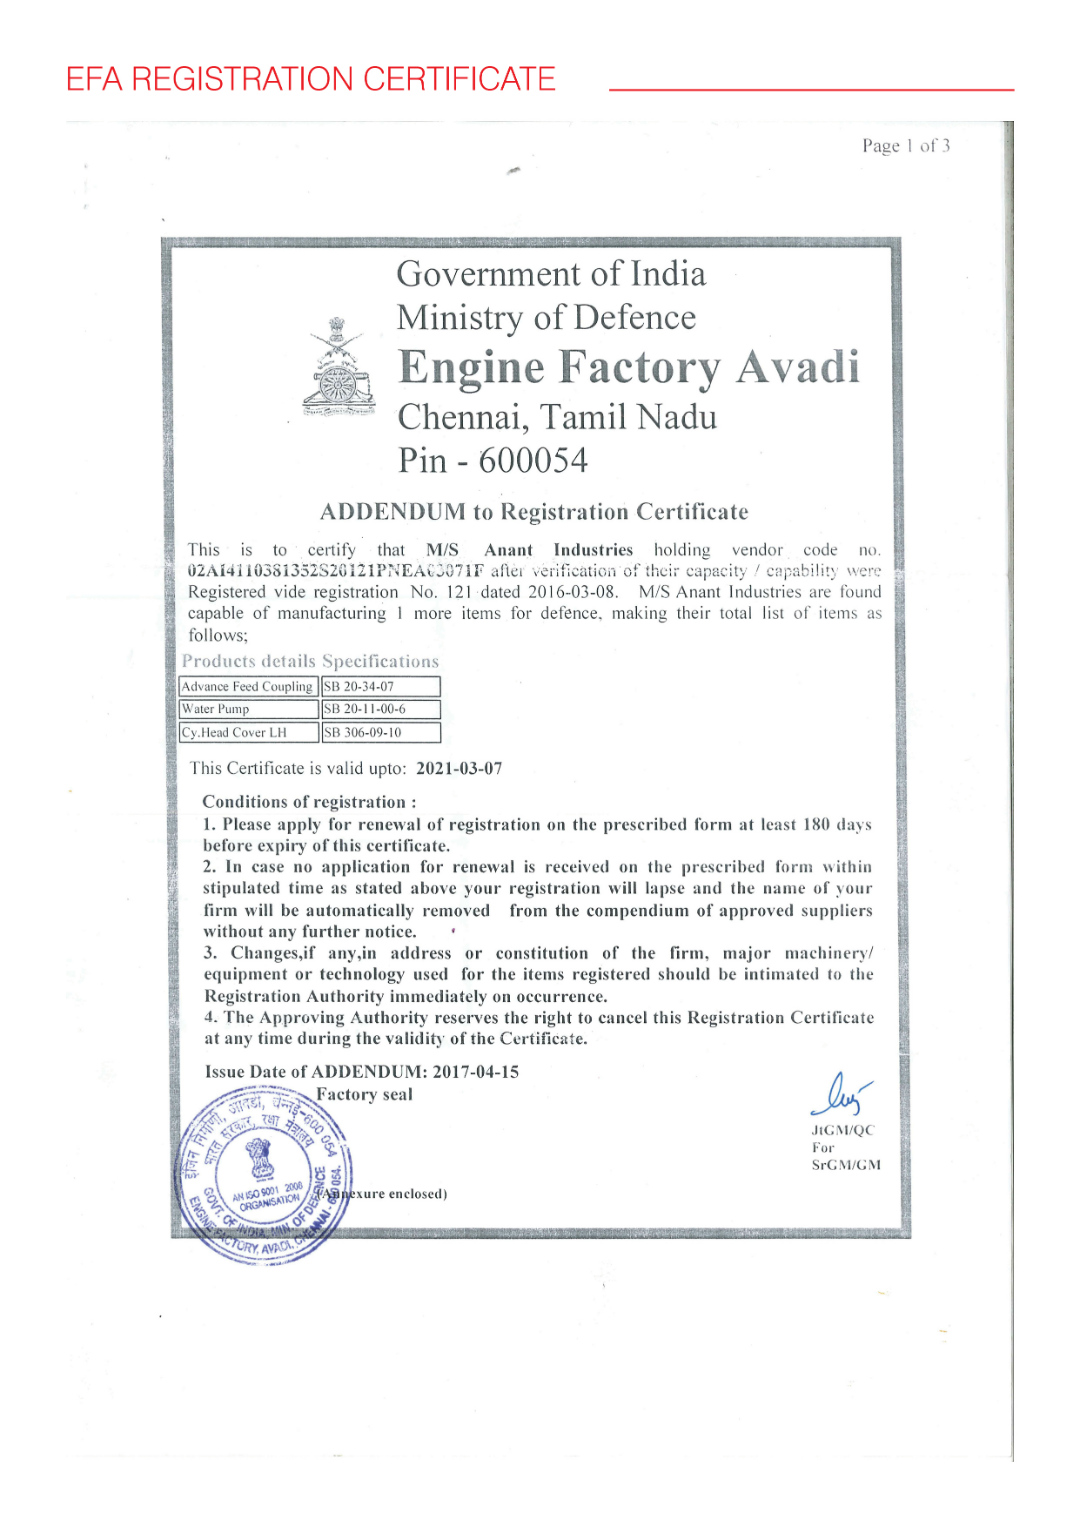 EFA REGISTRATION CERTIFICATE
Page 1 of 3
Government of India
Ministry of Defence
Engine Factory Avadi
Chennai, Tamil Nadu
Pin - 600054
ADDENDUM to Registration Certificate
This is to certify that M/S Anant Industries holding vendor code no.
02AI4110381352S20121PNEA03071F after verification of their capacity / capability were
Registered vide registration No. 121 dated 2016-03-08. M/S Anant Industries are found
capable of manufacturing 1 more items for defence, making their total list of items as
follows;
Products details Specifications
Advance Feed Coupling SB 20-34-07
Water Pump SB 20-11-00-6
Cy.Head Cover LH SB 306-09-10
This Certificate is valid upto: 2021-03-07
Conditions of registration :
1. Please apply for renewal of registration on the prescribed form at least 180 days
before expiry of this certificate.
2. In case no application for renewal is received on the prescribed form within
stipulated time as stated above your registration will lapse and the name of your
firm will be automatically removed from the compendium of approved suppliers
without any further notice.
3. Changes,if any,in address or constitution of the firm, major machinery/
equipment or technology used for the items registered should be intimated to the
Registration Authority immediately on occurrence.
4. The Approving Authority reserves the right to cancel this Registration Certificate
at any time during the validity of the Certificate.
Issue Date of ADDENDUM: 2017-04-15
Factory seal
इंजिन निर्माणी, आवडी, चेन्नई-600 054
भारत सरकार, रक्षा मंत्रालय
AN ISO 9001 2008
ORGANISATION
GOVT. OF INDIA, MIN. OF DEFENCE
ENGINE FACTORY, AVADI, CHENNAI - 600 054.
JtGM/QC
For
SrGM/GM
(Annexure enclosed)